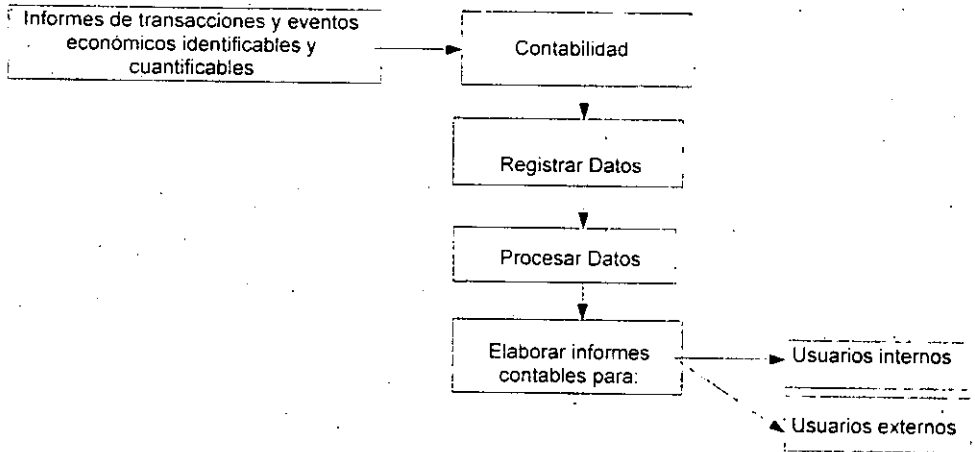 Informes de transacciones y eventos
económicos identificables y
cuantificables
Contabilidad
Registrar Datos
Procesar Datos
Elaborar informes
contables para:
Usuarios internos
Usuarios externos